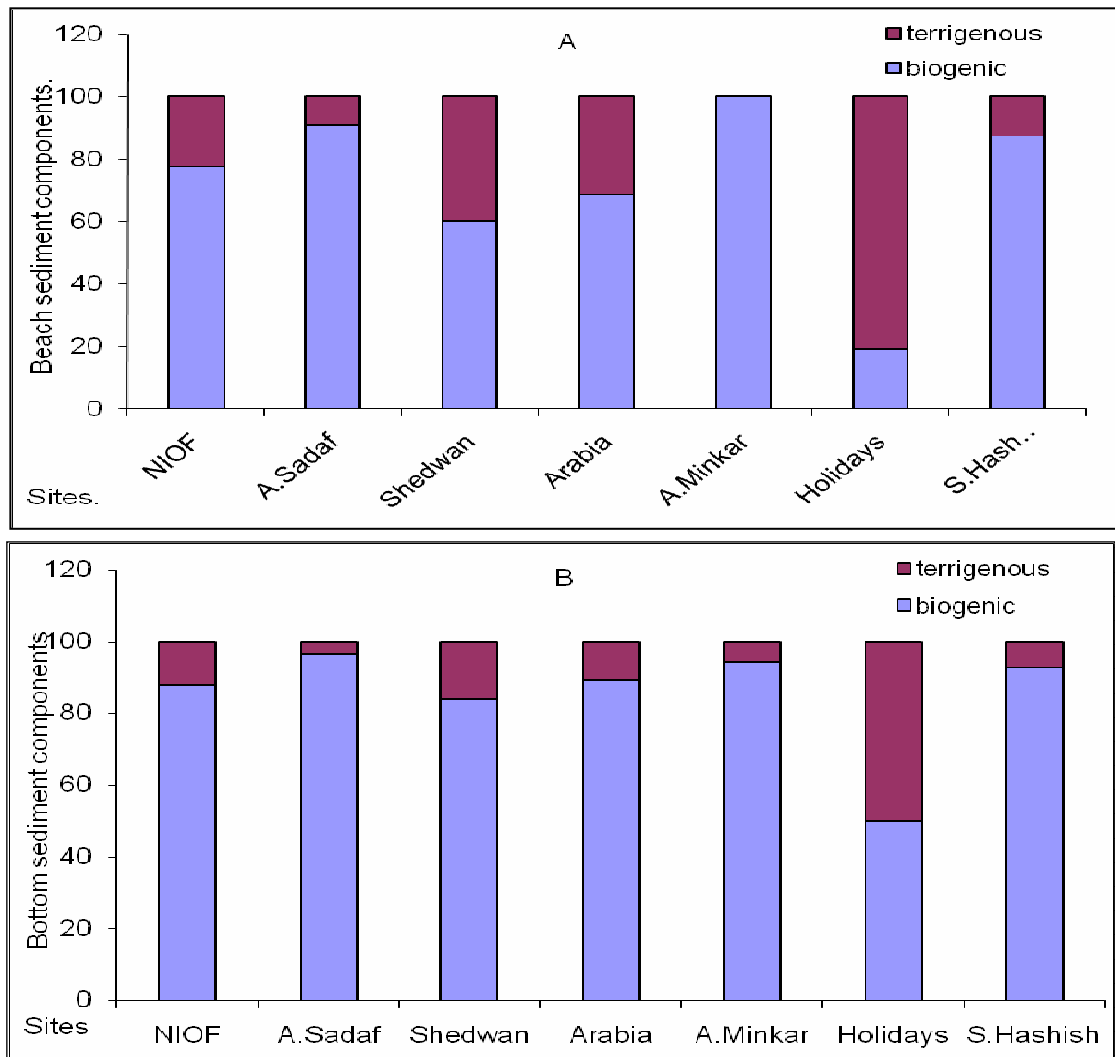 A
terrigenous
biogenic
Beach sediment components.
120
100
80
60
40
20
0
NIOF
A.Sadaf
Shedwan
Arabia
A.Minkar
Holidays
S.Hash..
Sites.
B
terrigenous
biogenic
Bottom sediment components
120
100
80
60
40
20
0
Sites
NIOF A.Sadaf Shedwan Arabia A.Minkar Holidays S.Hashish